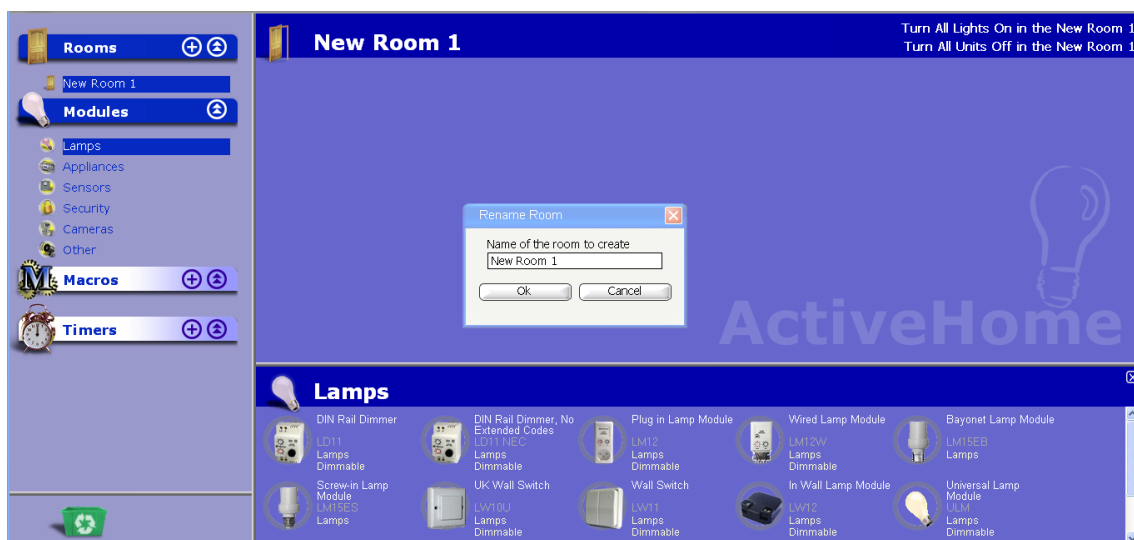 Rooms
New Room 1
Modules
Lamps
Appliances
Sensors
Security
Cameras
Other
Macros
Timers
New Room 1
Turn All Lights On in the New Room 1
Turn All Units Off in the New Room 1
Rename Room
Name of the room to create
New Room 1
Ok
Cancel
ActiveHome
Lamps
DIN Rail Dimmer
LD11
Lamps
Dimmable
DIN Rail Dimmer, No
Extended Codes
LD11 NEC
Lamps
Dimmable
Plug in Lamp Module
LM12
Lamps
Dimmable
Wired Lamp Module
LM12W
Lamps
Dimmable
Bayonet Lamp Module
LM15EB
Lamps
Screw-in Lamp
Module
LM15ES
Lamps
UK Wall Switch
LW10U
Lamps
Dimmable
Wall Switch
LW11
Lamps
Dimmable
In Wall Lamp Module
LW12
Lamps
Dimmable
Universal Lamp
Module
ULM
Lamps
Dimmable